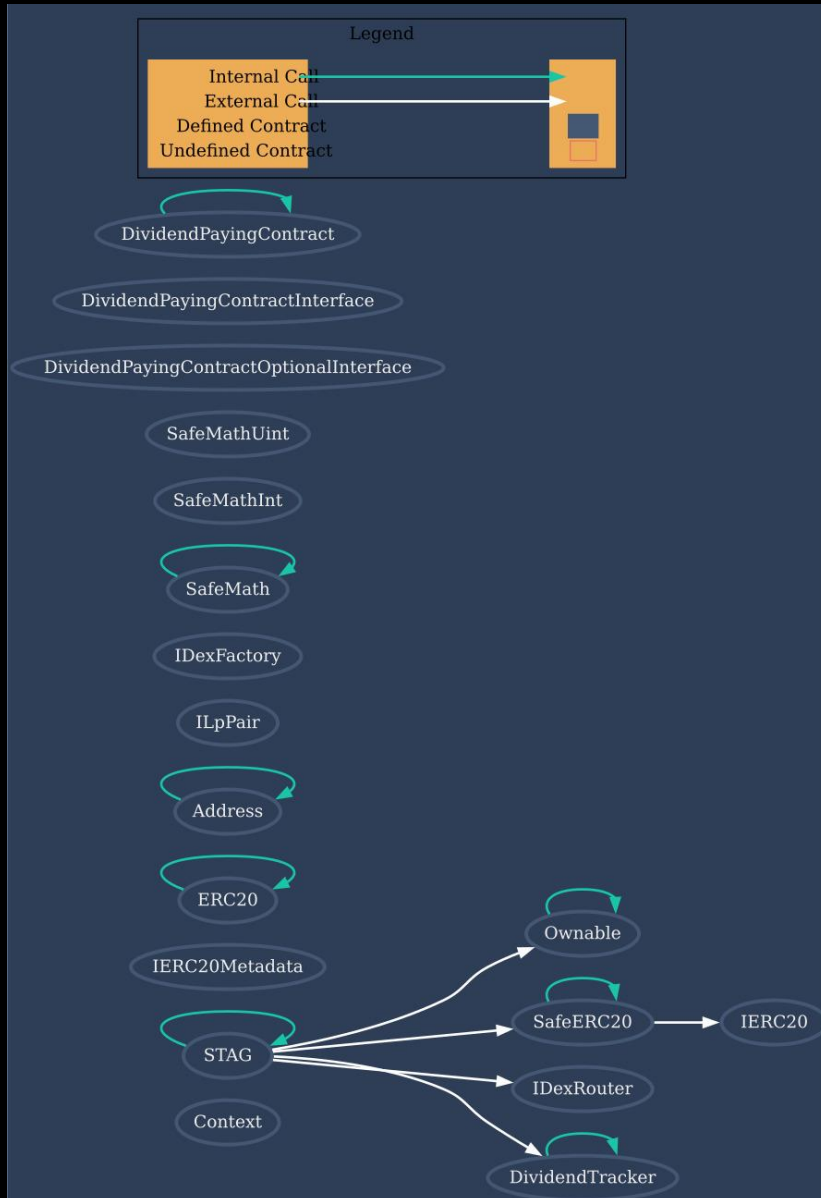 Legend
Internal Call
External Call
Defined Contract
Undefined Contract
DividendPayingContract
DividendPayingContractInterface
DividendPayingContractOptionalInterface
SafeMathUint
SafeMathInt
SafeMath
IDexFactory
ILpPair
Address
ERC20
Ownable
IERC20Metadata
SafeERC20
IERC20
STAG
IDexRouter
Context
DividendTracker